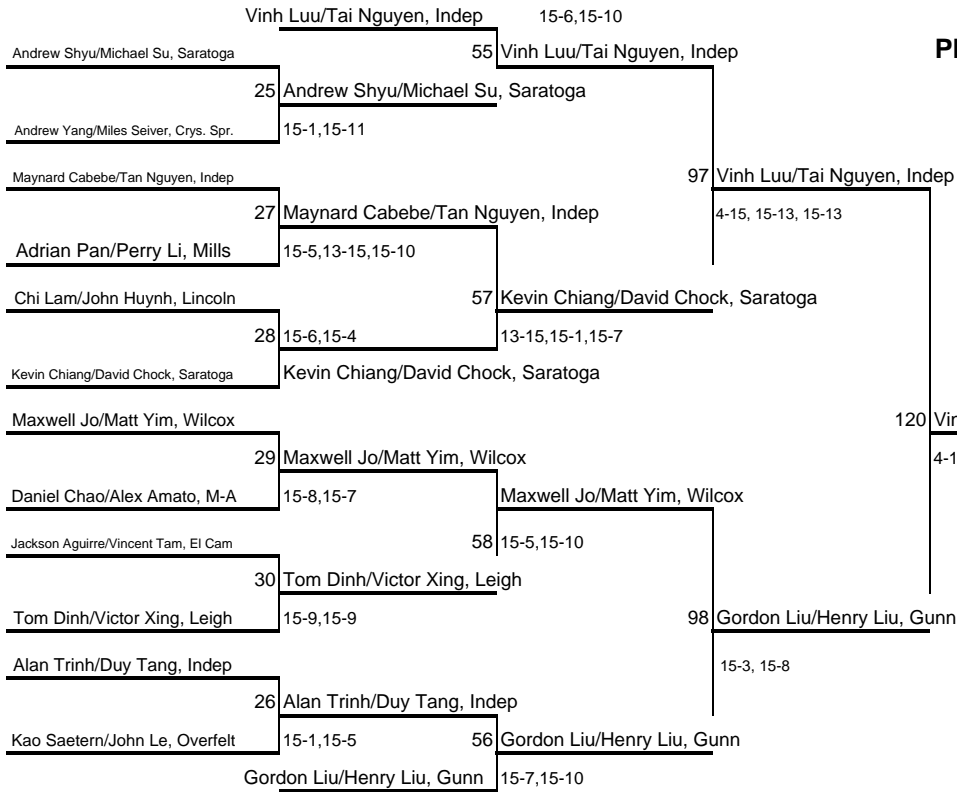 Vinh Luu/Tai Nguyen, Indep 15-6,15-10
Andrew Shyu/Michael Su, Saratoga 55 Vinh Luu/Tai Nguyen, Indep
25 Andrew Shyu/Michael Su, Saratoga
Andrew Yang/Miles Seiver, Crys. Spr. 15-1,15-11
Maynard Cabebe/Tan Nguyen, Indep 97 Vinh Luu/Tai Nguyen, Indep
27 Maynard Cabebe/Tan Nguyen, Indep 4-15, 15-13, 15-13
Adrian Pan/Perry Li, Mills 15-5,13-15,15-10
Chi Lam/John Huynh, Lincoln 57 Kevin Chiang/David Chock, Saratoga
28 15-6,15-4 13-15,15-1,15-7
Kevin Chiang/David Chock, Saratoga Kevin Chiang/David Chock, Saratoga
Maxwell Jo/Matt Yim, Wilcox 120
29 Maxwell Jo/Matt Yim, Wilcox
Daniel Chao/Alex Amato, M-A 15-8,15-7 Maxwell Jo/Matt Yim, Wilcox
Jackson Aguirre/Vincent Tam, El Cam 58 15-5,15-10
30 Tom Dinh/Victor Xing, Leigh
Tom Dinh/Victor Xing, Leigh 15-9,15-9 98 Gordon Liu/Henry Liu, Gunn
Alan Trinh/Duy Tang, Indep 15-3, 15-8
26 Alan Trinh/Duy Tang, Indep
Kao Saetern/John Le, Overfelt 15-1,15-5 56 Gordon Liu/Henry Liu, Gunn
Gordon Liu/Henry Liu, Gunn 15-7,15-10